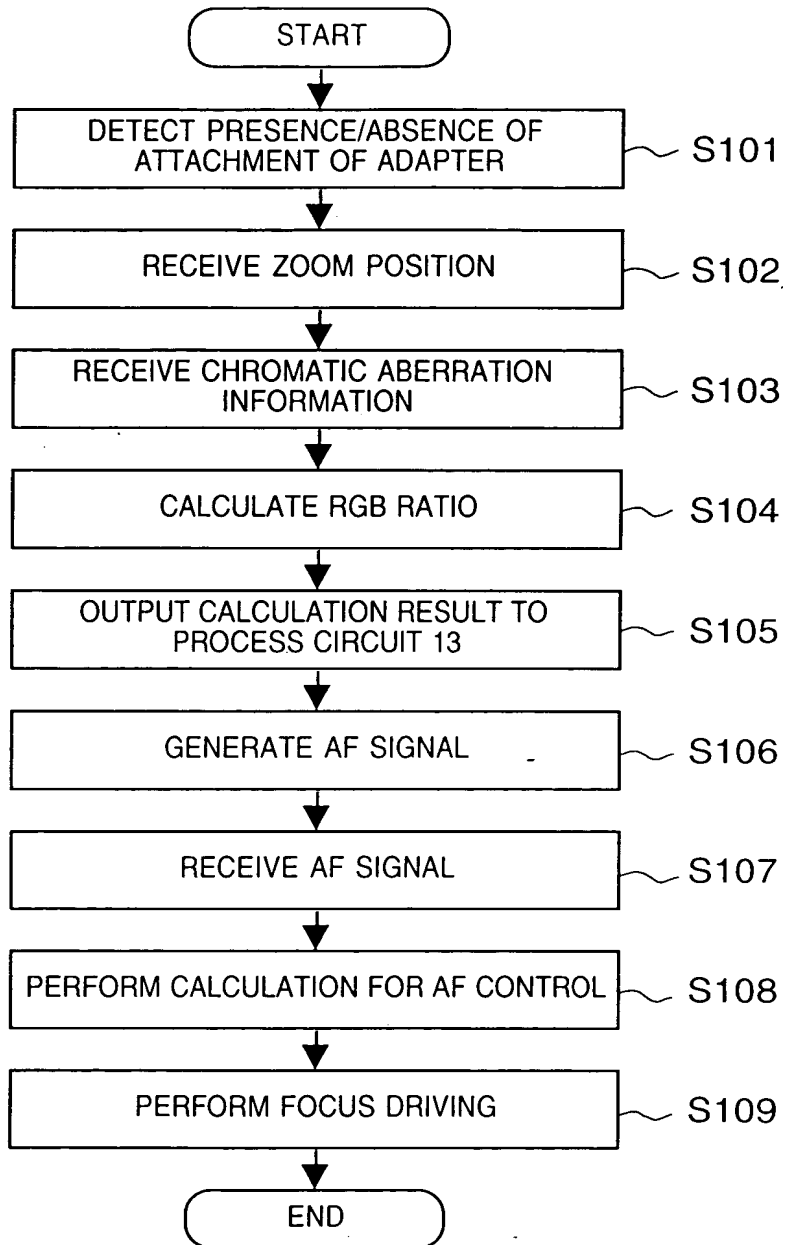 START
DETECT PRESENCE/ABSENCE OF
ATTACHMENT OF ADAPTER
S101
RECEIVE ZOOM POSITION
S102
RECEIVE CHROMATIC ABERRATION
INFORMATION
S103
CALCULATE RGB RATIO
S104
OUTPUT CALCULATION RESULT TO
PROCESS CIRCUIT 13
S105
GENERATE AF SIGNAL
S106
RECEIVE AF SIGNAL
S107
PERFORM CALCULATION FOR AF CONTROL
S108
PERFORM FOCUS DRIVING
S109
END